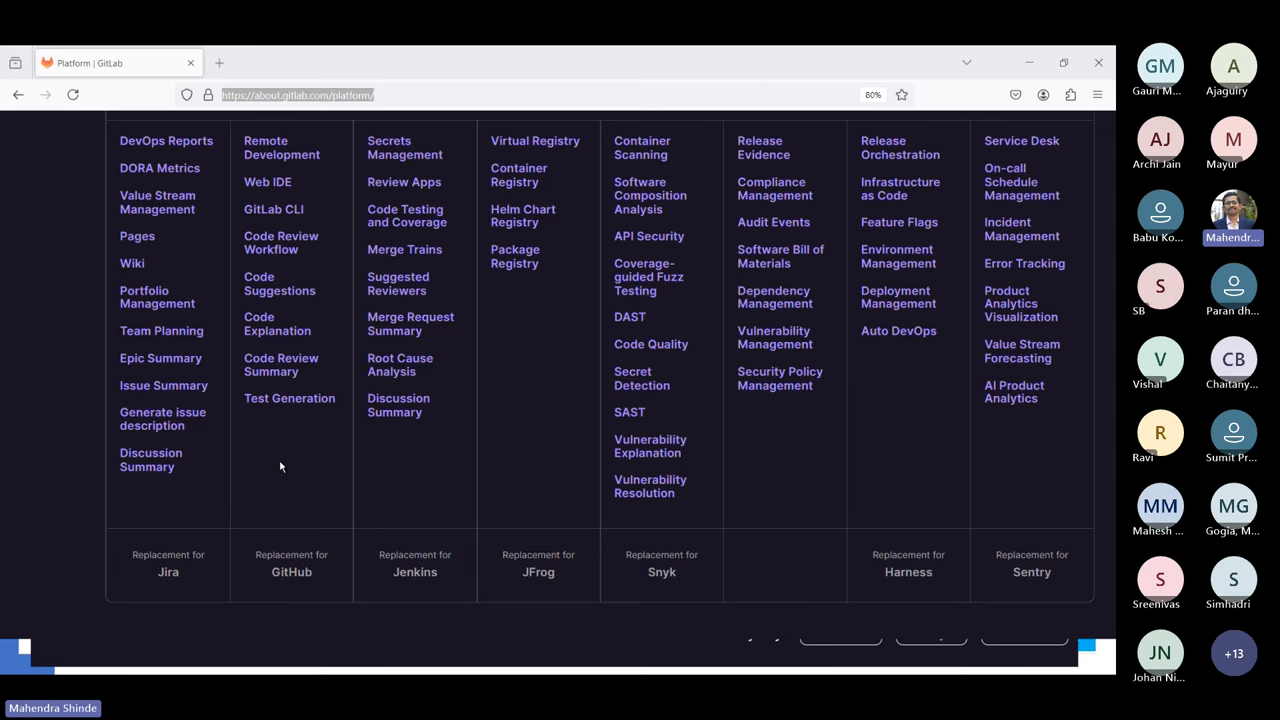 Platform | GitLab
https://about.gitlab.com/platform/
80%
DevOps Reports
DORA Metrics
Value Stream
Management
Pages
Wiki
Portfolio
Management
Team Planning
Epic Summary
Issue Summary
Generate issue
description
Discussion
Summary
Replacement for
Jira
Remote
Development
Web IDE
GitLab CLI
Code Review
Workflow
Code
Suggestions
Code
Explanation
Code Review
Summary
Test Generation
Replacement for
GitHub
Secrets
Management
Review Apps
Code Testing
and Coverage
Merge Trains
Suggested
Reviewers
Merge Request
Summary
Root Cause
Analysis
Discussion
Summary
Replacement for
Jenkins
Virtual Registry
Container
Registry
Helm Chart
Registry
Package
Registry
Replacement for
JFrog
Container
Scanning
Software
Composition
Analysis
API Security
Coverage-
guided Fuzz
Testing
DAST
Code Quality
Secret
Detection
SAST
Vulnerability
Explanation
Vulnerability
Resolution
Replacement for
Snyk
Release
Evidence
Compliance
Management
Audit Events
Software Bill of
Materials
Dependency
Management
Vulnerability
Management
Security Policy
Management
Release
Orchestration
Infrastructure
as Code
Feature Flags
Environment
Management
Deployment
Management
Auto DevOps
Replacement for
Harness
Service Desk
On-call
Schedule
Management
Incident
Management
Error Tracking
Product
Analytics
Visualization
Value Stream
Forecasting
AI Product
Analytics
Replacement for
Sentry
GM
Gauri M...
A
Ajaguiry
AJ
Archi Jain
M
Mayur
Babu Ko...
Mahendr...
S
SB
Paran dh...
V
Vishal
CB
Chaitany...
R
Ravi
Sumit Pr...
MM
Mahesh ...
MG
Gogia, M...
S
Sreenivas
S
Simhadri
JN
Johan Ni...
+13
Mahendra Shinde